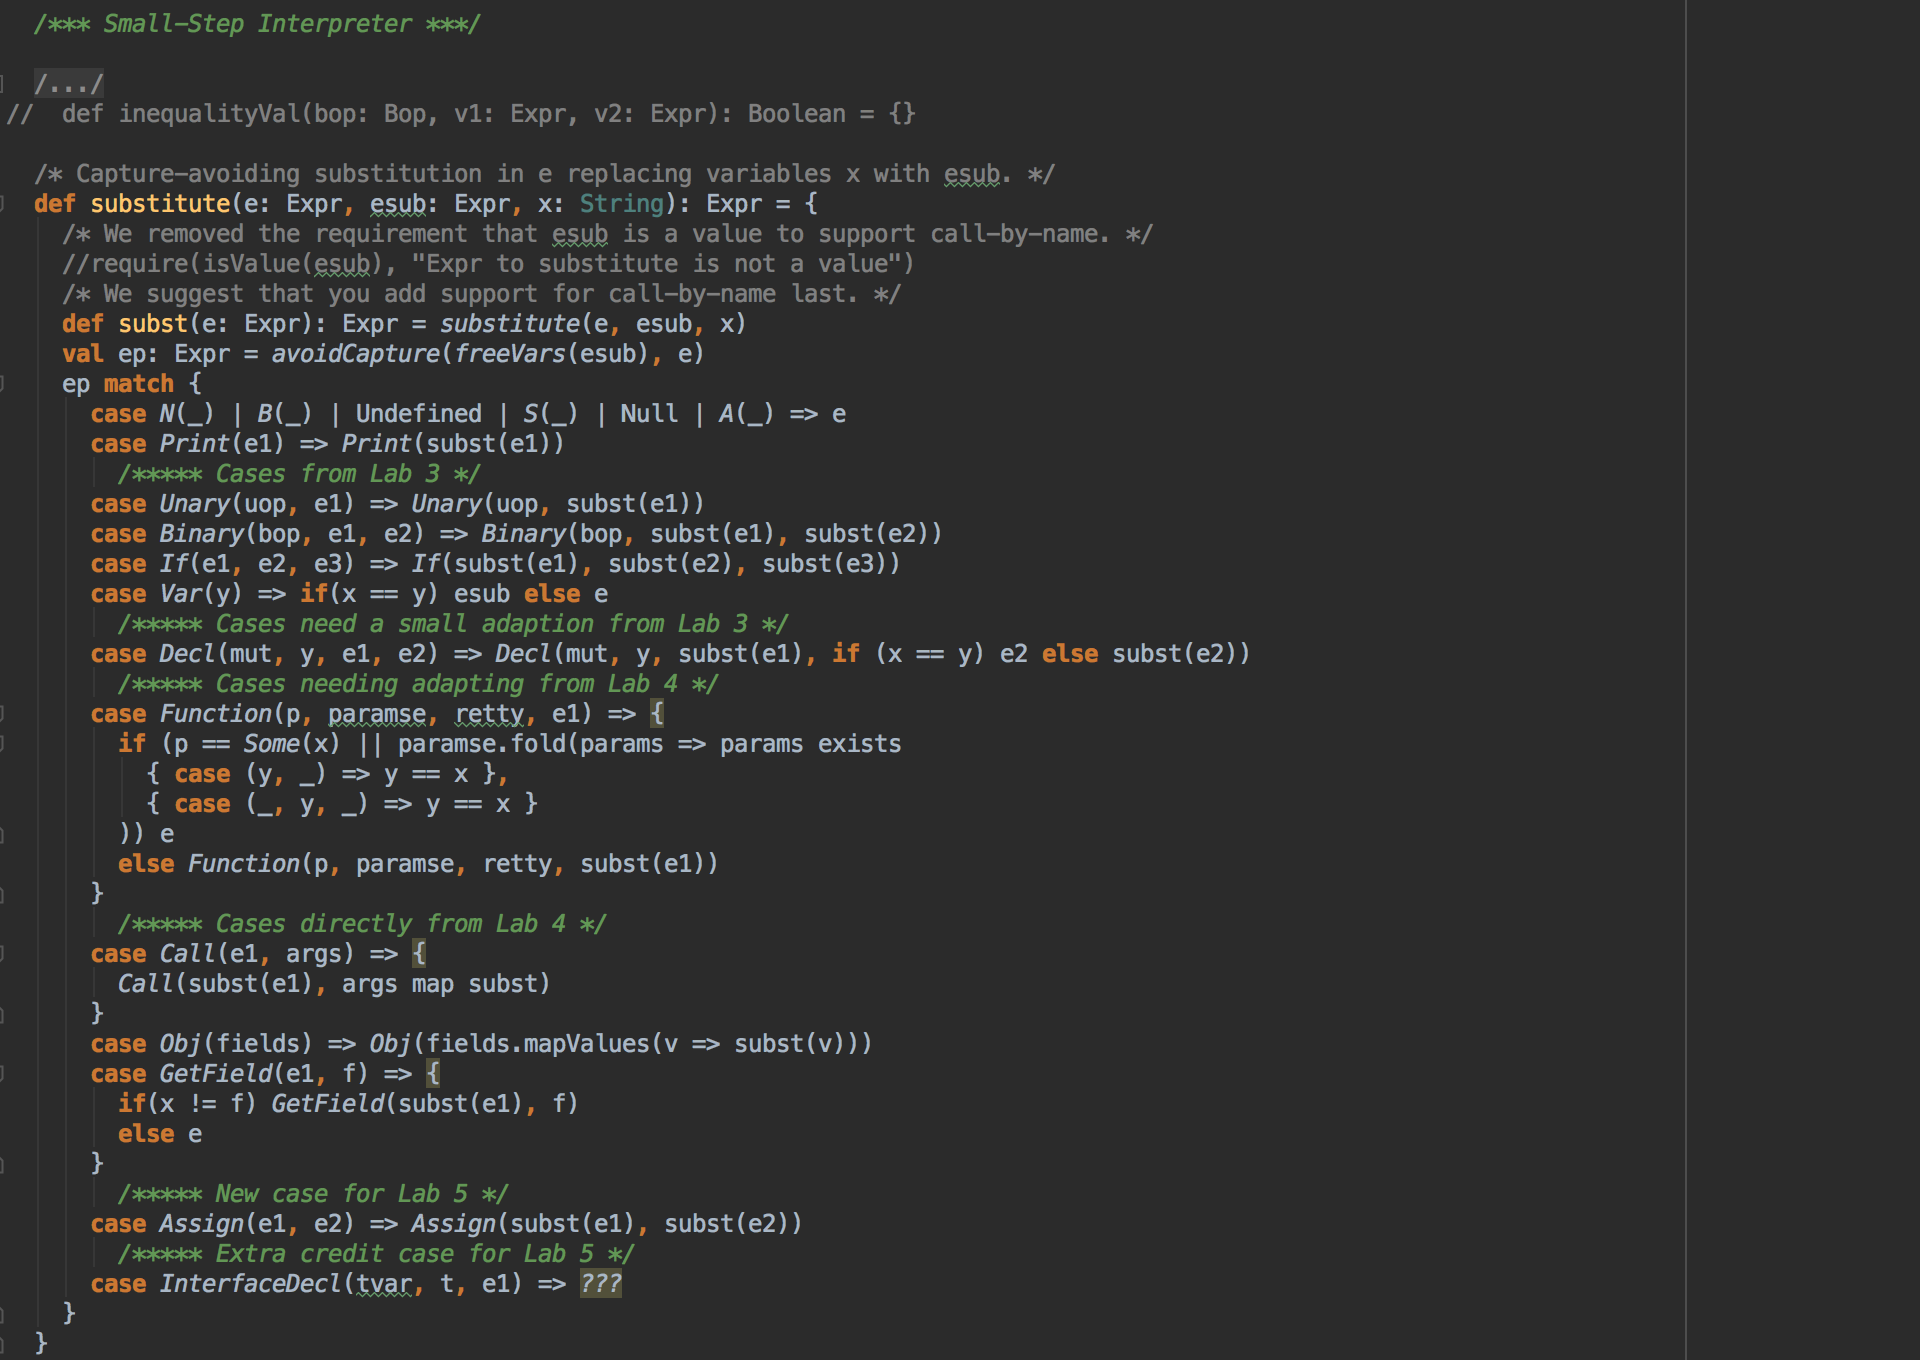 /*** Small-Step Interpreter ***/
/.../
//  def inequalityVal(bop: Bop, v1: Expr, v2: Expr): Boolean = {}
/* Capture-avoiding substitution in e replacing variables x with esub. */
def substitute(e: Expr, esub: Expr, x: String): Expr = {
/* We removed the requirement that esub is a value to support call-by-name. */
//require(isValue(esub), "Expr to substitute is not a value")
/* We suggest that you add support for call-by-name last. */
def subst(e: Expr): Expr = substitute(e, esub, x)
val ep: Expr = avoidCapture(freeVars(esub), e)
ep match {
case N(_) | B(_) | Undefined | S(_) | Null | A(_) => e
case Print(e1) => Print(subst(e1))
/***** Cases from Lab 3 */
case Unary(uop, e1) => Unary(uop, subst(e1))
case Binary(bop, e1, e2) => Binary(bop, subst(e1), subst(e2))
case If(e1, e2, e3) => If(subst(e1), subst(e2), subst(e3))
case Var(y) => if(x == y) esub else e
/***** Cases need a small adaption from Lab 3 */
case Decl(mut, y, e1, e2) => Decl(mut, y, subst(e1), if (x == y) e2 else subst(e2))
/***** Cases needing adapting from Lab 4 */
case Function(p, paramse, retty, e1) => {
if (p == Some(x) || paramse.fold(params => params exists
{ case (y, _) => y == x },
{ case (_, y, _) => y == x }
)) e
else Function(p, paramse, retty, subst(e1))
}
/***** Cases directly from Lab 4 */
case Call(e1, args) => {
Call(subst(e1), args map subst)
}
case Obj(fields) => Obj(fields.mapValues(v => subst(v)))
case GetField(e1, f) => {
if(x != f) GetField(subst(e1), f)
else e
}
/***** New case for Lab 5 */
case Assign(e1, e2) => Assign(subst(e1), subst(e2))
/***** Extra credit case for Lab 5 */
case InterfaceDecl(tvar, t, e1) => ???
}
}